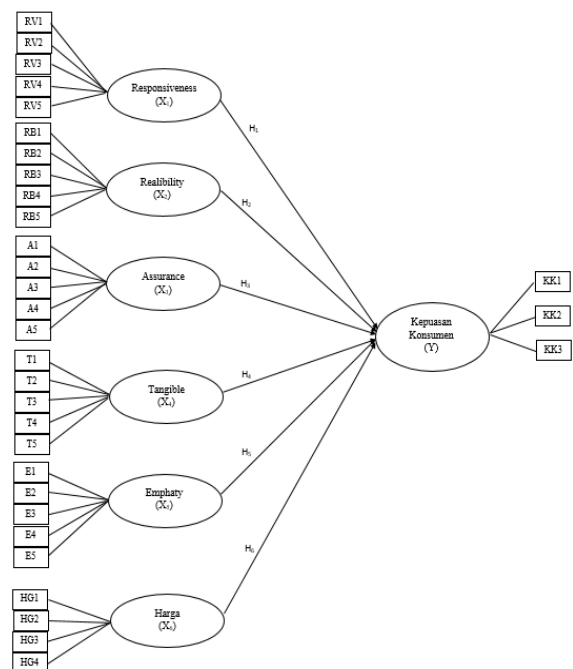 RV1
RV2
RV3
RV4
RV5
Responsiveness
(X₁)
H₁
RB1
RB2
RB3
RB4
RB5
Realibility
(X₂)
H₂
A1
A2
A3
A4
A5
Assurance
(X₃)
H₃
T1
T2
T3
T4
T5
Tangible
(X₄)
H₄
E1
E2
E3
E4
E5
Emphaty
(X₅)
H₅
HG1
HG2
HG3
HG4
Harga
(X₆)
H₆
Kepuasan
Konsumen
(Y)
KK1
KK2
KK3